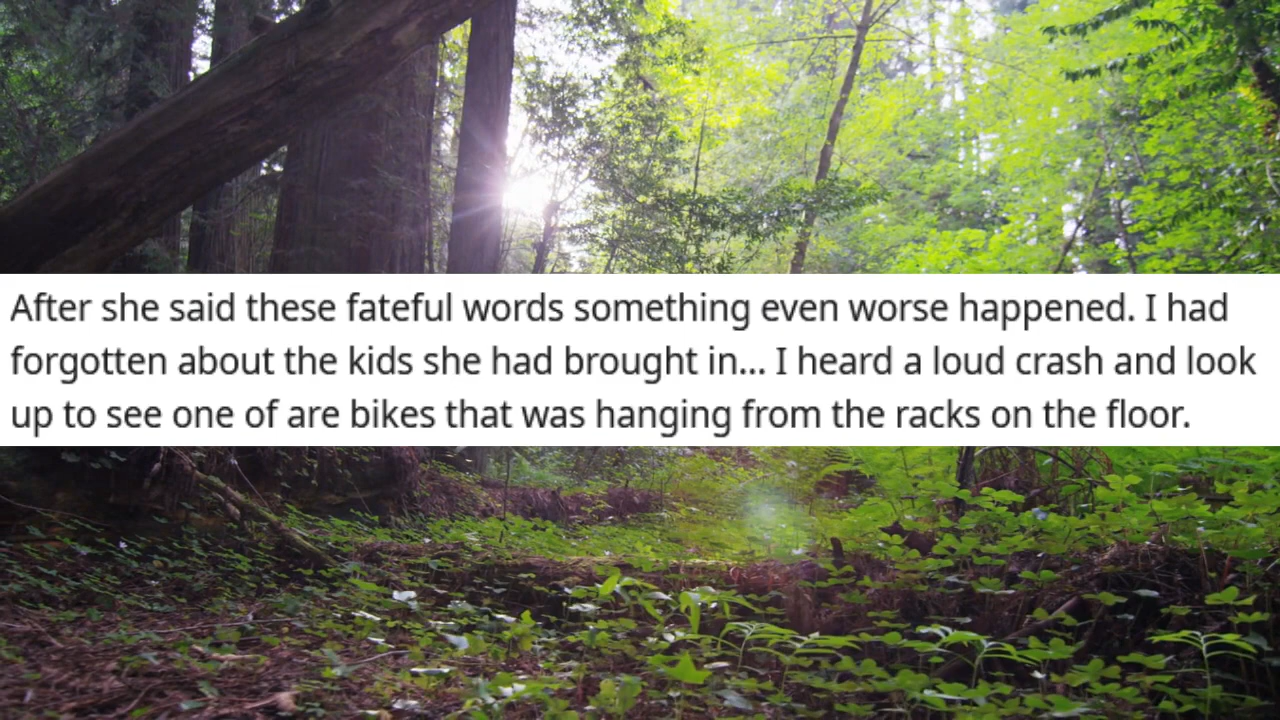 After she said these fateful words something even worse happened. I had
forgotten about the kids she had brought in... I heard a loud crash and look
up to see one of are bikes that was hanging from the racks on the floor.